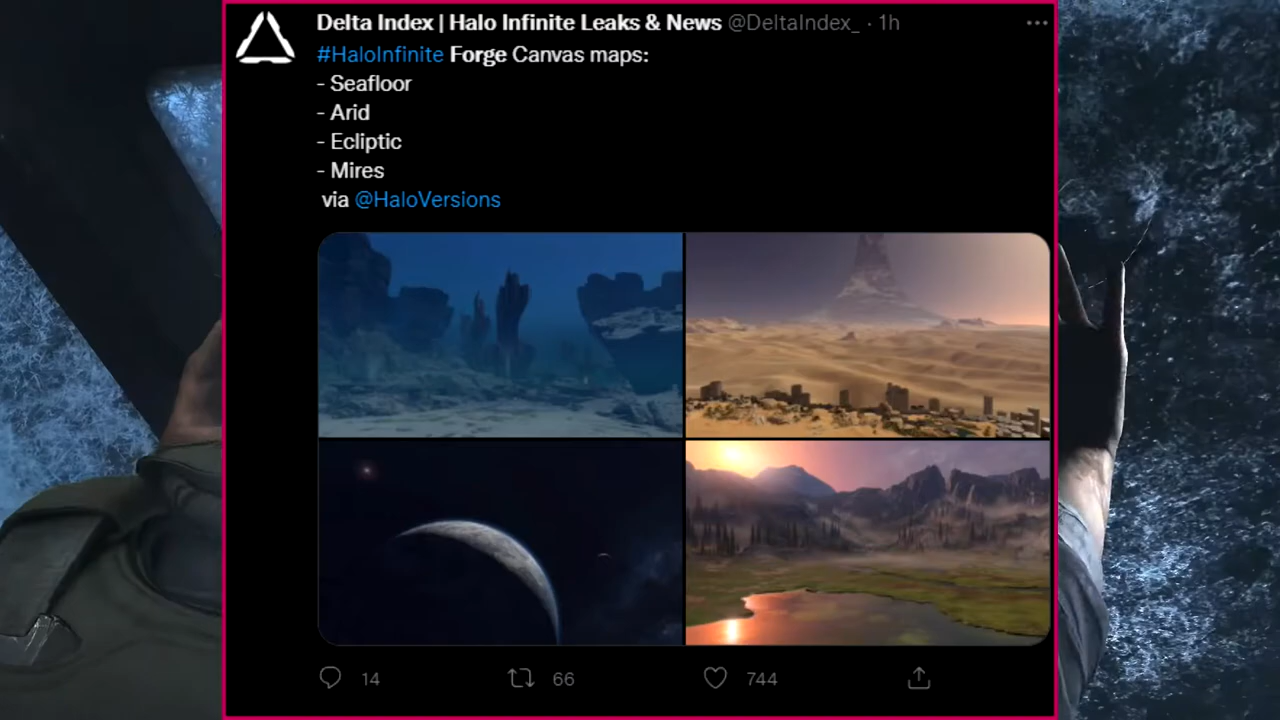 Delta Index | Halo Infinite Leaks & News @DeltaIndex_ · 1h
#HaloInfinite Forge Canvas maps:
- Seafloor
- Arid
- Ecliptic
- Mires
via @HaloVersions
14 66 744